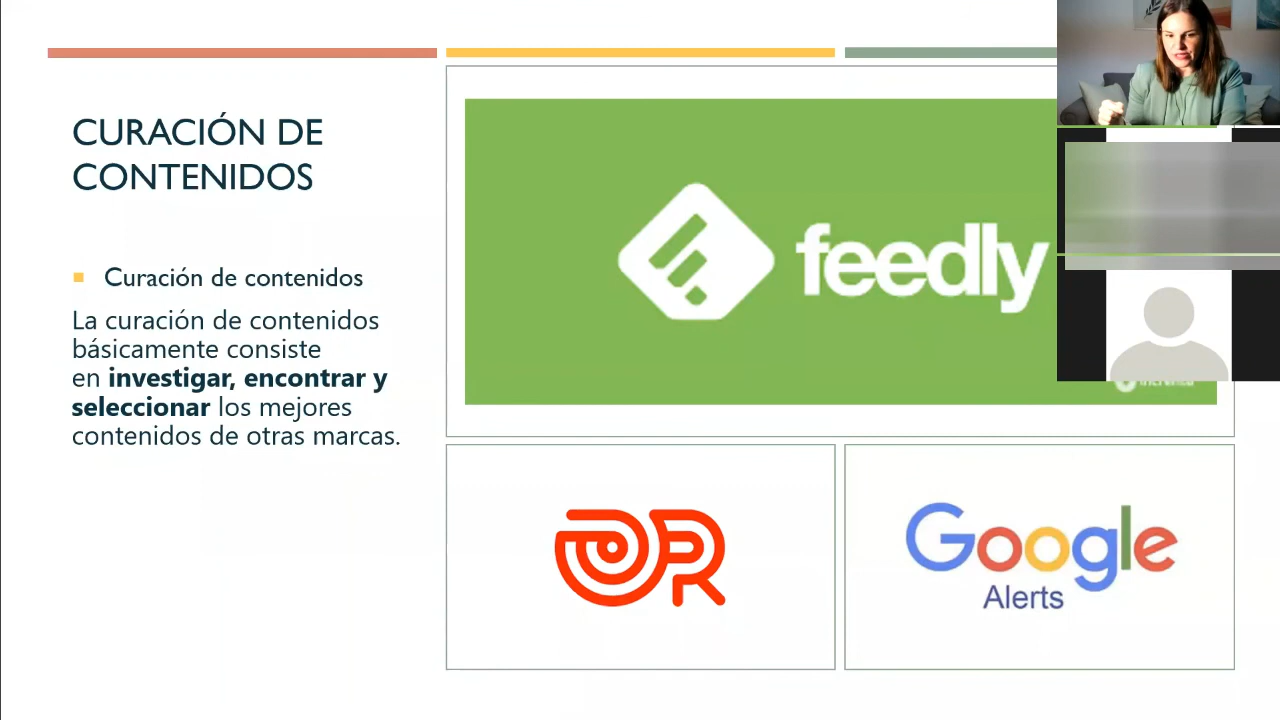 CURACIÓN DE
CONTENIDOS
Curación de contenidos
La curación de contenidos
básicamente consiste
en investigar, encontrar y
seleccionar los mejores
contenidos de otras marcas.
feedly
Google
Alerts